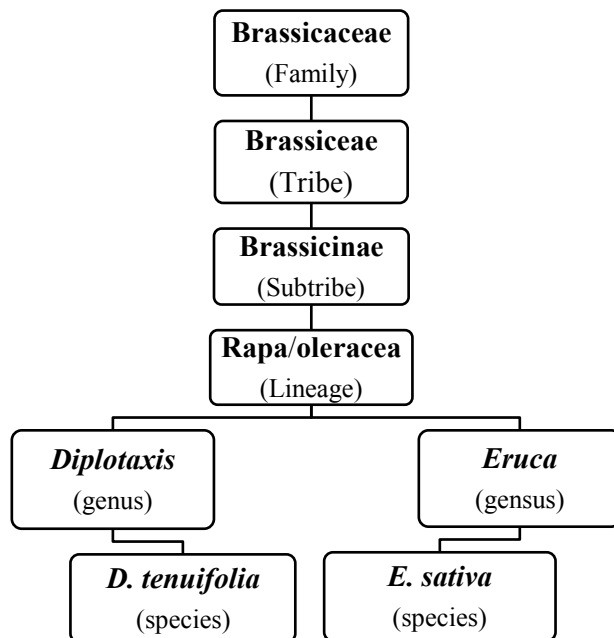 Brassicaceae
(Family)
Brassiceae
(Tribe)
Brassicinae
(Subtribe)
Rapa/oleracea
(Lineage)
Diplotaxis
(genus)
Eruca
(gensus)
D. tenuifolia
(species)
E. sativa
(species)